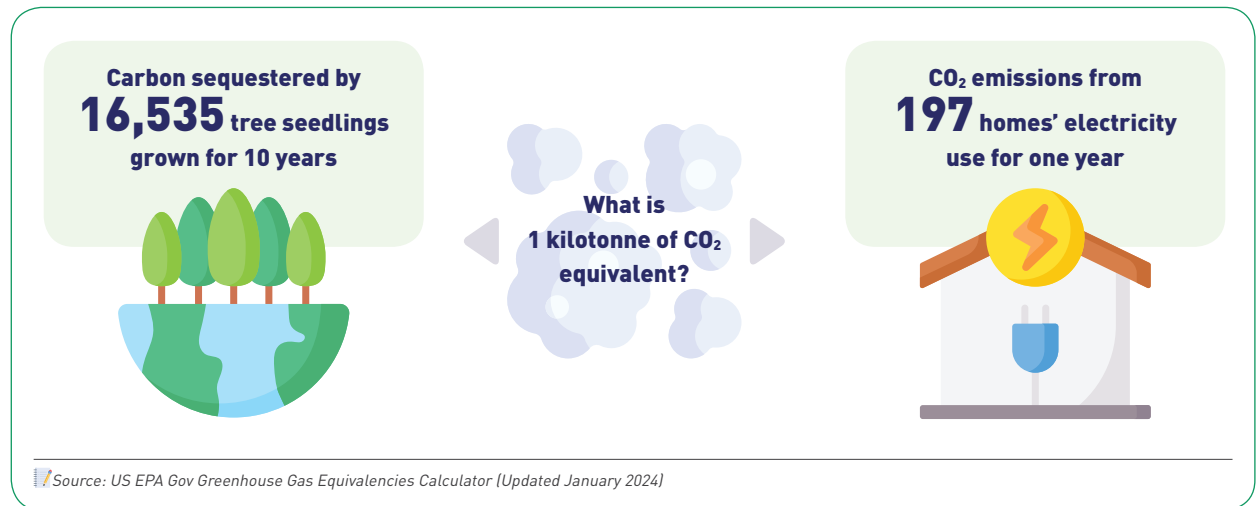 Carbon sequestered by
16,535 tree seedlings
grown for 10 years
What is
1 kilotonne of CO₂
equivalent?
CO₂ emissions from
197 homes’ electricity
use for one year
Source: US EPA Gov Greenhouse Gas Equivalencies Calculator (Updated January 2024)